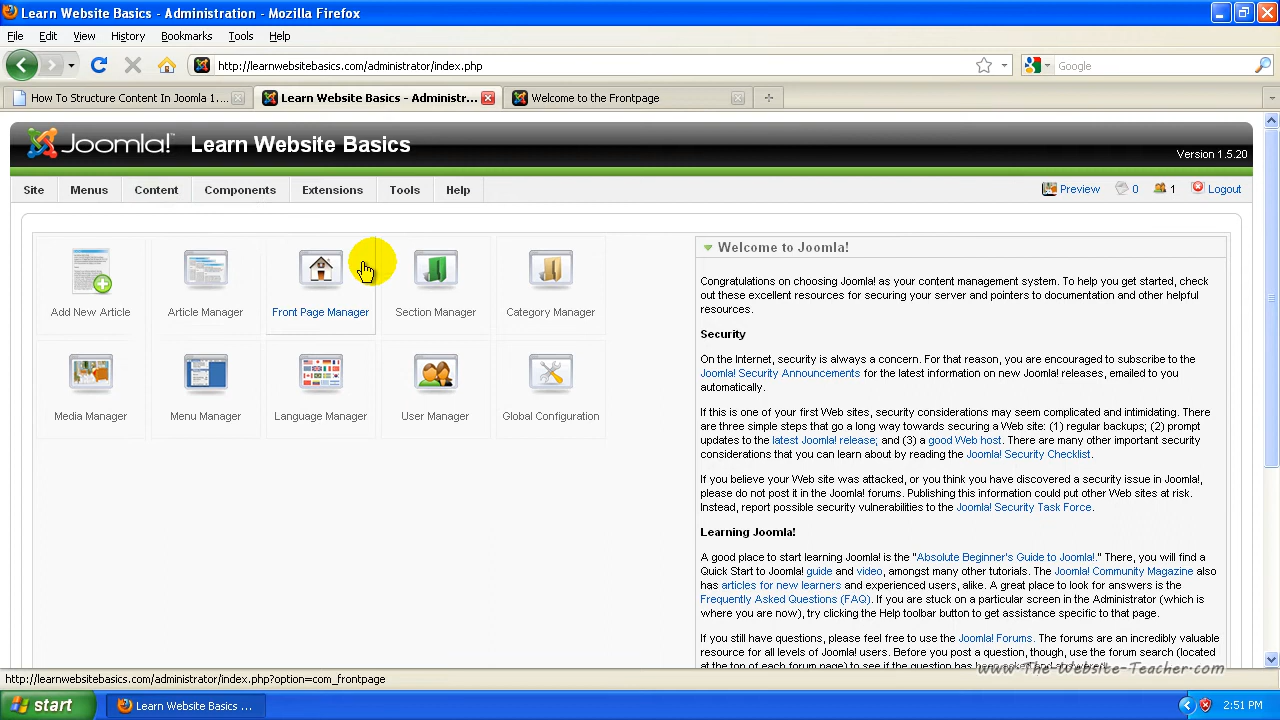 Learn Website Basics - Administration - Mozilla Firefox
File Edit View History Bookmarks Tools Help
http://learnwebsitebasics.com/administrator/index.php
Google
How To Structure Content In Joomla 1....
Learn Website Basics - Administr...
Welcome to the Frontpage
Joomla! Learn Website Basics
Version 1.5.20
Site Menus Content Components Extensions Tools Help
Preview 0 1 Logout
Add New Article
Article Manager
Front Page Manager
Section Manager
Category Manager
Media Manager
Menu Manager
Language Manager
User Manager
Global Configuration
Welcome to Joomla!
Congratulations on choosing Joomla! as your content management system. To help you get started, check
out these excellent resources for securing your server and pointers to documentation and other helpful
resources.
Security
On the Internet, security is always a concern. For that reason, you are encouraged to subscribe to the
Joomla! Security Announcements for the latest information on new Joomla! releases, emailed to you
automatically.
If this is one of your first Web sites, security considerations may seem complicated and intimidating. There
are three simple steps that go a long way towards securing a Web site: (1) regular backups; (2) prompt
updates to the latest Joomla! release; and (3) a good Web host. There are many other important security
considerations that you can learn about by reading the Joomla! Security Checklist.
If you believe your Web site was attacked, or you think you have discovered a security issue in Joomla!,
please do not post it in the Joomla! forums. Publishing this information could put other Web sites at risk.
Instead, report possible security vulnerabilities to the Joomla! Security Task Force.
Learning Joomla!
A good place to start learning Joomla! is the "Absolute Beginner's Guide to Joomla!." There, you will find a
Quick Start to Joomla! guide and video, amongst many other tutorials. The Joomla! Community Magazine also
has articles for new learners and experienced users, alike. A great place to look for answers is the
Frequently Asked Questions (FAQ). If you are stuck on a particular screen in the Administrator (which is
where you are now), try clicking the Help toolbar button to get assistance specific to that page.
If you still have questions, please feel free to use the Joomla! Forums. The forums are an incredibly valuable
resource for all levels of Joomla! users. Before you post a question, though, use the forum search (located
at the top of each forum page) to see if the question has
www.The-Website-Teacher.com
http://learnwebsitebasics.com/administrator/index.php?option=com_frontpage
start
Learn Website Basics ...
2:51 PM